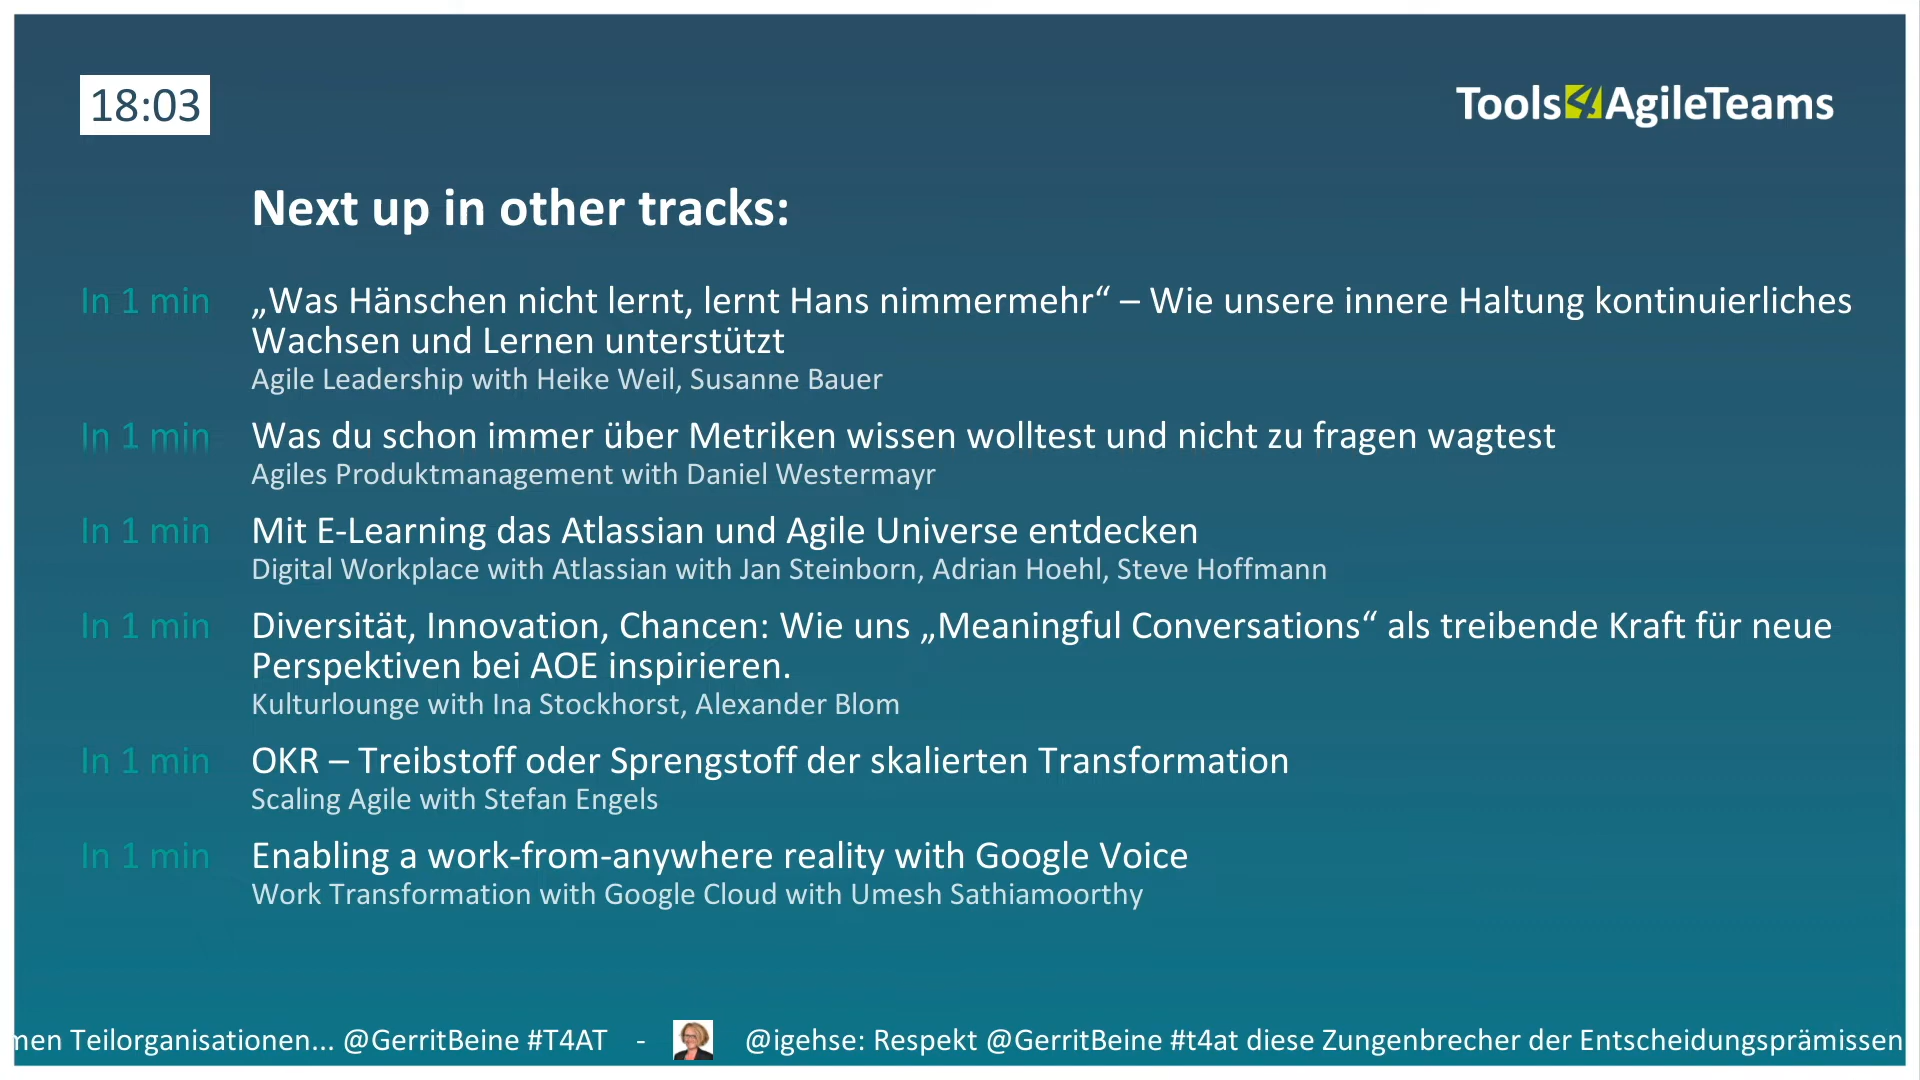 18:03
Tools4AgileTeams
Next up in other tracks:
In 1 min
„Was Hänschen nicht lernt, lernt Hans nimmermehr“ – Wie unsere innere Haltung kontinuierliches
Wachsen und Lernen unterstützt
Agile Leadership with Heike Weil, Susanne Bauer
In 1 min
Was du schon immer über Metriken wissen wolltest und nicht zu fragen wagtest
Agiles Produktmanagement with Daniel Westermayr
In 1 min
Mit E-Learning das Atlassian und Agile Universe entdecken
Digital Workplace with Atlassian with Jan Steinborn, Adrian Hoehl, Steve Hoffmann
In 1 min
Diversität, Innovation, Chancen: Wie uns „Meaningful Conversations“ als treibende Kraft für neue
Perspektiven bei AOE inspirieren.
Kulturlounge with Ina Stockhorst, Alexander Blom
In 1 min
OKR – Treibstoff oder Sprengstoff der skalierten Transformation
Scaling Agile with Stefan Engels
In 1 min
Enabling a work-from-anywhere reality with Google Voice
Work Transformation with Google Cloud with Umesh Sathiamoorthy
men Teilorganisationen... @GerritBeine #T4AT - @igehse: Respekt @GerritBeine #t4at diese Zungenbrecher der Entscheidungsprämissen